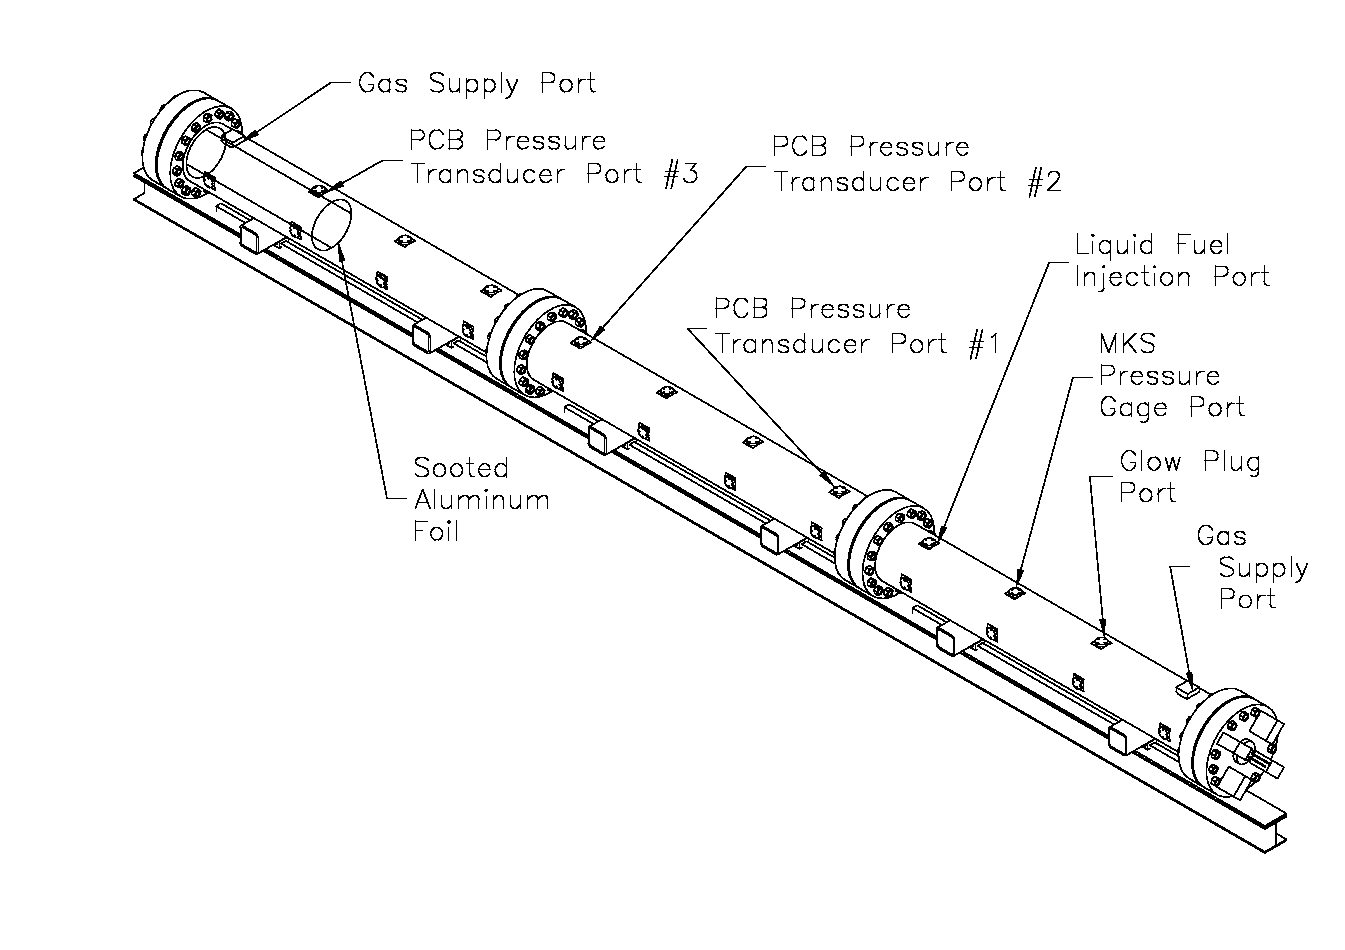 Gas Supply Port
PCB Pressure
Transducer Port #3
PCB Pressure
Transducer Port #2
Liquid Fuel
Injection Port
PCB Pressure
Transducer Port #1
MKS
Pressure
Gage Port
Glow Plug
Port
Sooted
Aluminum
Foil
Gas
Supply
Port